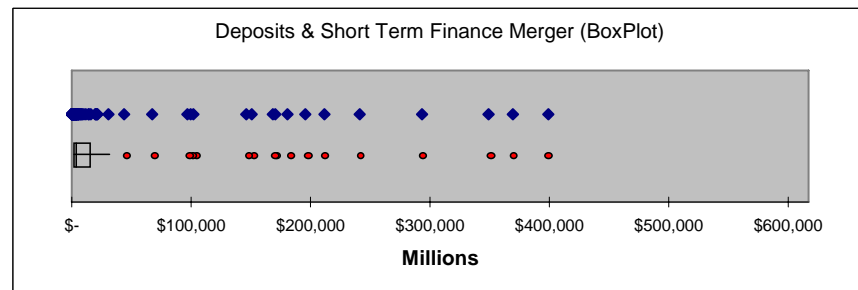 Deposits & Short Term Finance Merger (BoxPlot)
$- $100,000 $200,000 $300,000 $400,000 $500,000 $600,000
Millions